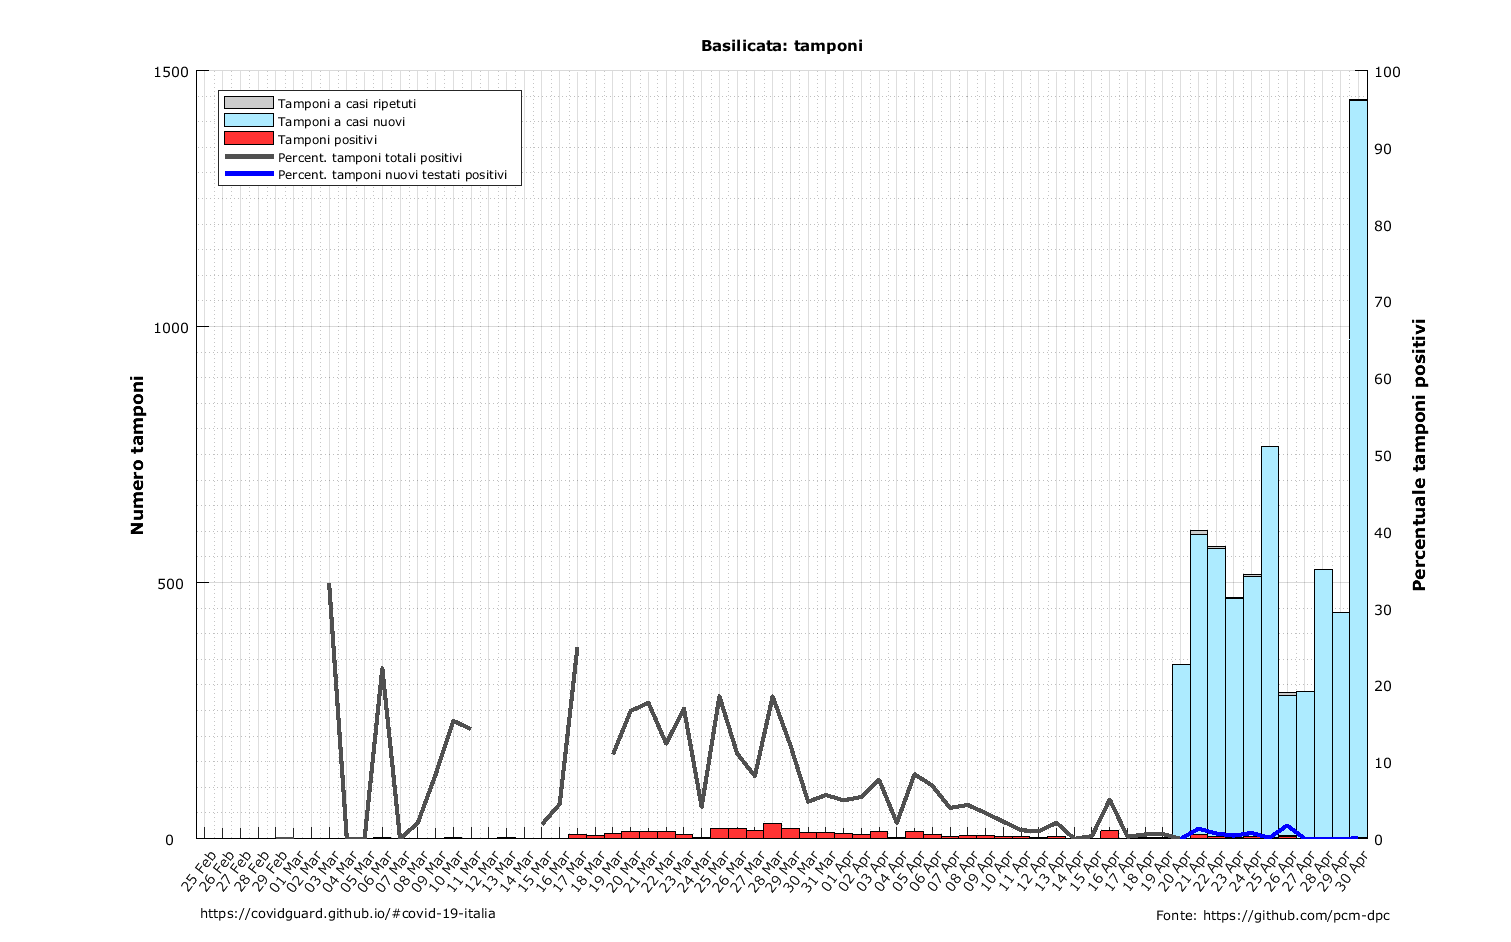 Basilicata: tamponi
1500
1000
500
0
Numero tamponi
Tamponi a casi ripetuti
Tamponi a casi nuovi
Tamponi positivi
Percent. tamponi totali positivi
Percent. tamponi nuovi testati positivi
100
90
80
70
60
50
40
30
20
10
0
Percentuale tamponi positivi
25 Feb
26 Feb
27 Feb
28 Feb
29 Feb
01 Mar
02 Mar
03 Mar
04 Mar
05 Mar
06 Mar
07 Mar
08 Mar
09 Mar
10 Mar
11 Mar
12 Mar
13 Mar
14 Mar
15 Mar
16 Mar
17 Mar
18 Mar
19 Mar
20 Mar
21 Mar
22 Mar
23 Mar
24 Mar
25 Mar
26 Mar
27 Mar
28 Mar
29 Mar
30 Mar
31 Mar
01 Apr
02 Apr
03 Apr
04 Apr
05 Apr
06 Apr
07 Apr
08 Apr
09 Apr
10 Apr
11 Apr
12 Apr
13 Apr
14 Apr
15 Apr
16 Apr
17 Apr
18 Apr
19 Apr
20 Apr
21 Apr
22 Apr
23 Apr
24 Apr
25 Apr
26 Apr
27 Apr
28 Apr
29 Apr
30 Apr
https://covidguard.github.io/#covid-19-italia
Fonte: https://github.com/pcm-dpc